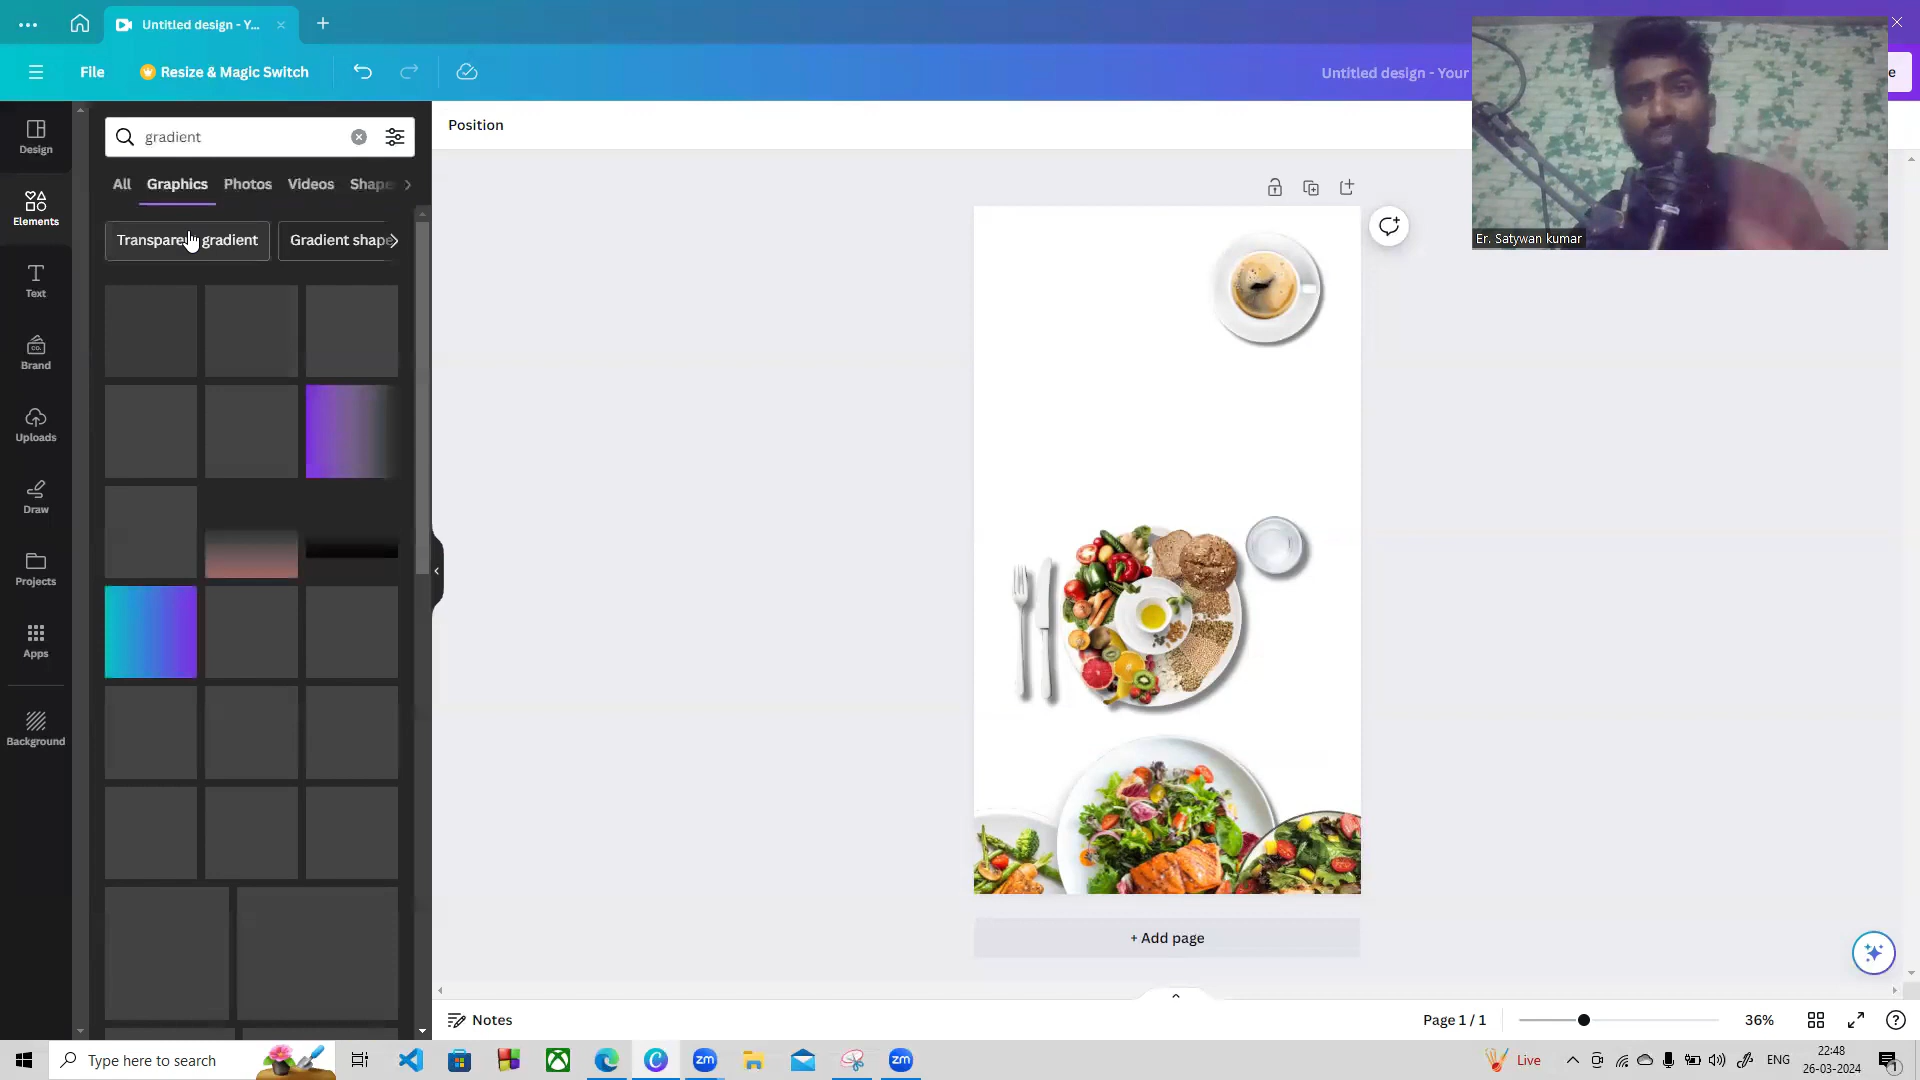 Untitled design - Y...
File
Resize & Magic Switch
Untitled design - Your
e
gradient
Position
All
Graphics
Photos
Videos
Shape
Transparent gradient
Gradient shape
Design
Elements
Text
Brand
Uploads
Draw
Projects
Apps
Background
Er. Satywan kumar
+ Add page
Notes
Page 1 / 1
36%
Type here to search
Live
ENG
22:48
26-03-2024